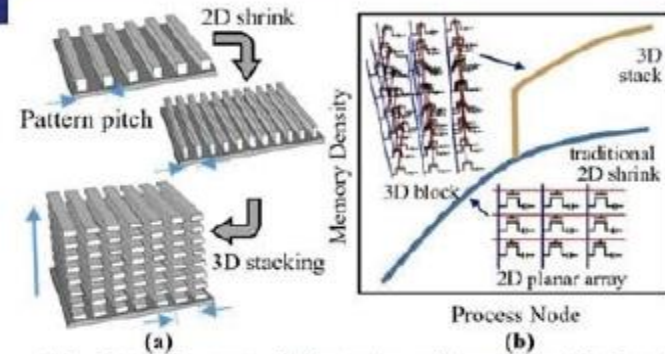 2D shrink
Pattern pitch
3D stacking
(a)
Memory Density
3D
stack
traditional
2D shrink
3D block
2D planar array
Process Node
(b)